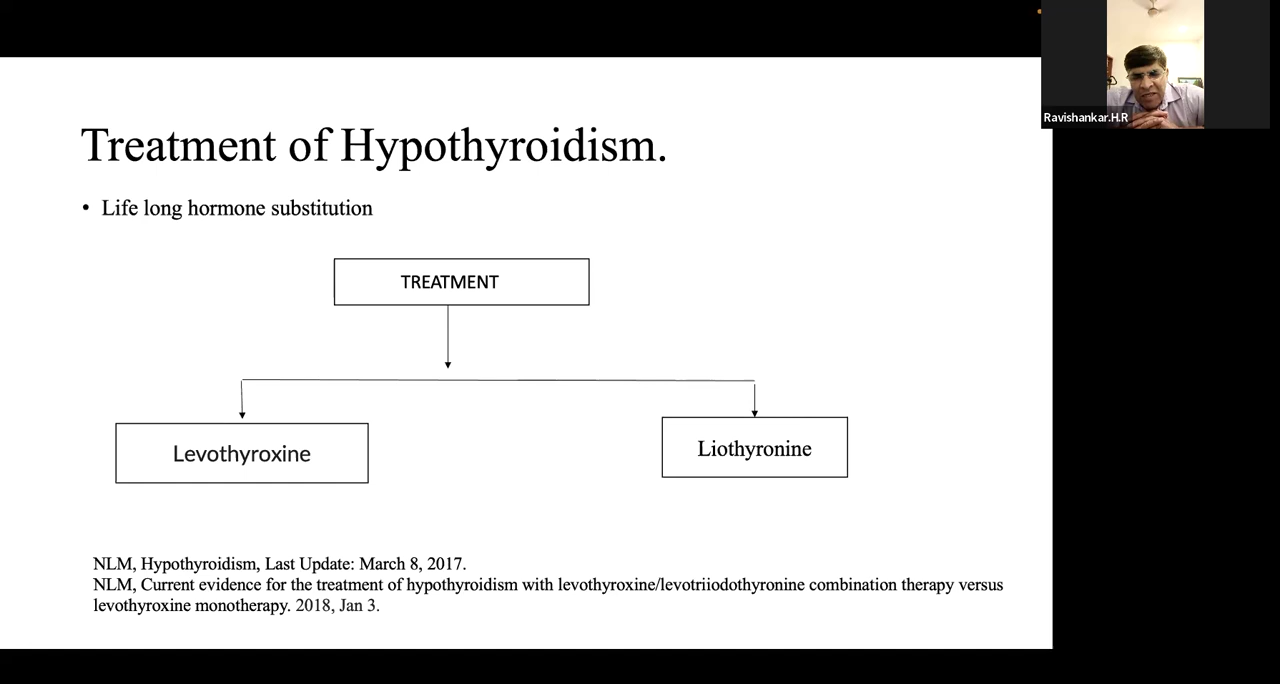 Ravishankar.H.R
Treatment of Hypothyroidism.
• Life long hormone substitution
TREATMENT
Levothyroxine
Liothyronine
NLM, Hypothyroidism, Last Update: March 8, 2017.
NLM, Current evidence for the treatment of hypothyroidism with levothyroxine/levotriiodothyronine combination therapy versus
levothyroxine monotherapy. 2018, Jan 3.